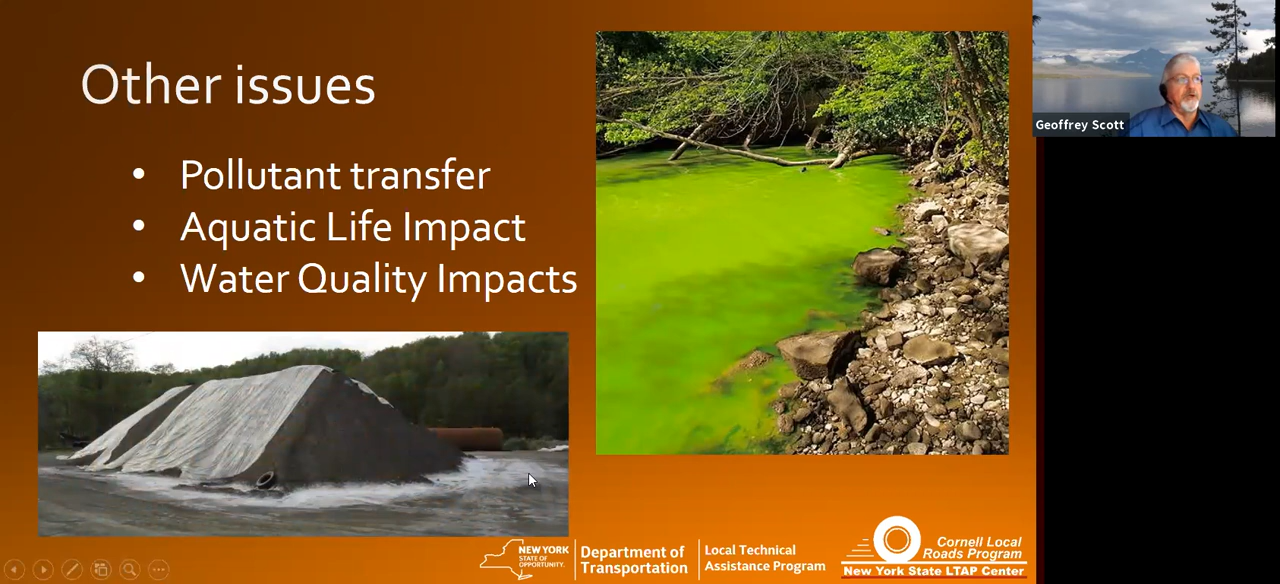 Other issues
• Pollutant transfer
• Aquatic Life Impact
• Water Quality Impacts
Geoffrey Scott
NEW YORK
STATE OF
OPPORTUNITY.
Department of
Transportation
Local Technical
Assistance Program
Cornell Local
Roads Program
New York State LTAP Center